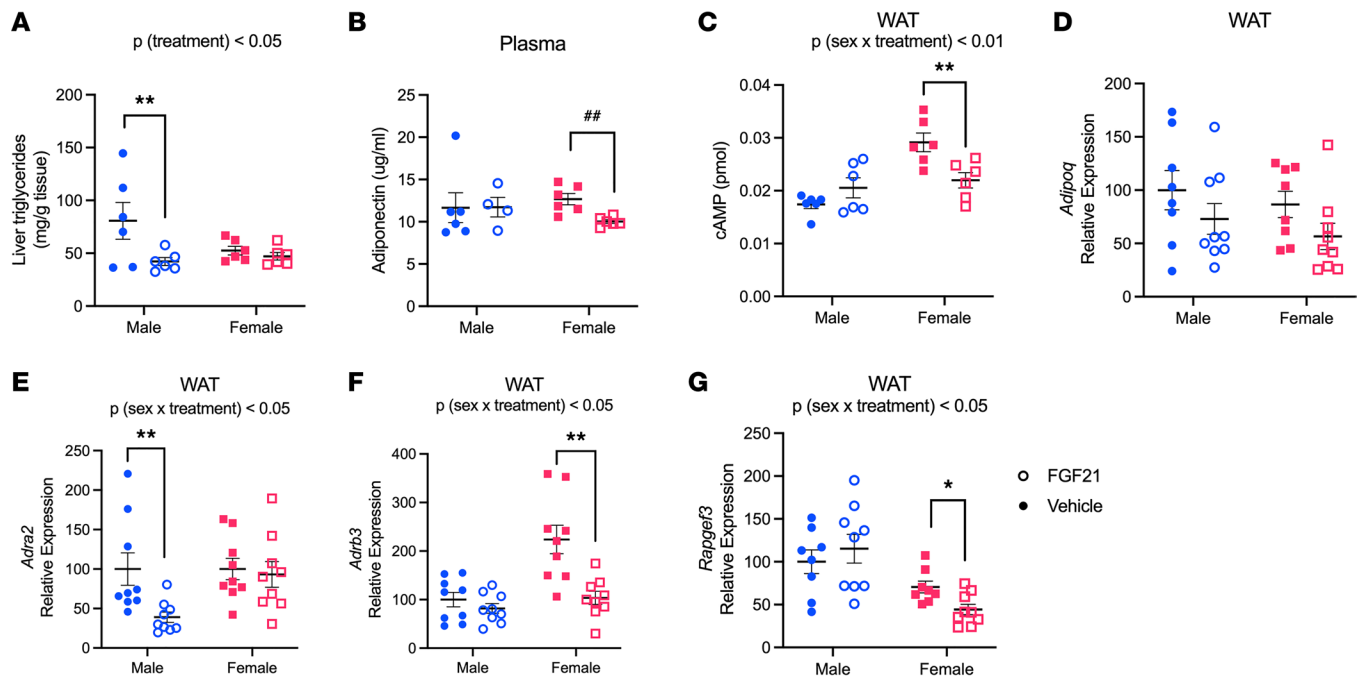 A
p (treatment) < 0.05
Liver triglycerides
(mg/g tissue)
200
150
100
50
0
**
Male
Female
B
Plasma
Adiponectin (ug/ml)
25
20
15
10
5
0
##
Male
Female
C
WAT
p (sex x treatment) < 0.01
cAMP (pmol)
0.04
0.03
0.02
0.01
0.00
**
Male
Female
D
WAT
Adipoq
Relative Expression
200
150
100
50
0
Male
Female
E
WAT
p (sex x treatment) < 0.05
Adra2
Relative Expression
250
200
150
100
50
0
**
Male
Female
F
WAT
p (sex x treatment) < 0.05
Adrb3
Relative Expression
400
300
200
100
0
**
Male
Female
G
WAT
p (sex x treatment) < 0.05
Rapgef3
Relative Expression
250
200
150
100
50
0
*
Male
Female
FGF21
Vehicle